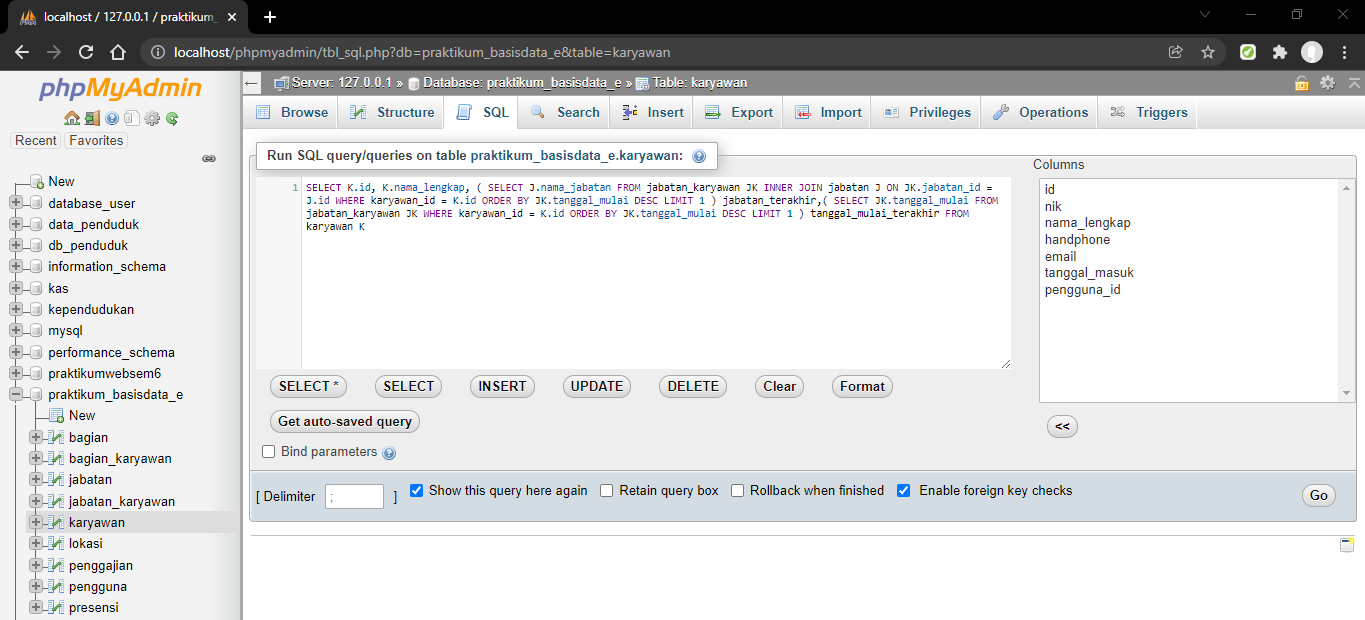 localhost / 127.0.0.1 / praktikum_
localhost/phpmyadmin/tbl_sql.php?db=praktikum_basisdata_e&table=karyawan
phpMyAdmin
Recent Favorites
New
database_user
data_penduduk
db_penduduk
information_schema
kas
kependudukan
mysql
performance_schema
praktikumwebsem6
praktikum_basisdata_e
New
bagian
bagian_karyawan
jabatan
jabatan_karyawan
karyawan
lokasi
penggajian
pengguna
presensi
Server: 127.0.0.1 » Database: praktikum_basisdata_e » Table: karyawan
Browse Structure SQL Search Insert Export Import Privileges Operations Triggers
Run SQL query/queries on table praktikum_basisdata_e.karyawan:
1 SELECT K.id, K.nama_lengkap, ( SELECT J.nama_jabatan FROM jabatan_karyawan JK INNER JOIN jabatan J ON JK.jabatan_id =
J.id WHERE karyawan_id = K.id ORDER BY JK.tanggal_mulai DESC LIMIT 1 ) jabatan_terakhir,( SELECT JK.tanggal_mulai FROM
jabatan_karyawan JK WHERE karyawan_id = K.id ORDER BY JK.tanggal_mulai DESC LIMIT 1 ) tanggal_mulai_terakhir FROM
karyawan K
Columns
id
nik
nama_lengkap
handphone
email
tanggal_masuk
pengguna_id
SELECT * SELECT INSERT UPDATE DELETE Clear Format
Get auto-saved query
<<
Bind parameters
[ Delimiter ; ] Show this query here again Retain query box Rollback when finished Enable foreign key checks Go